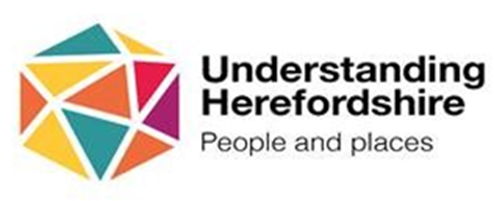 Understanding
Herefordshire
People and places